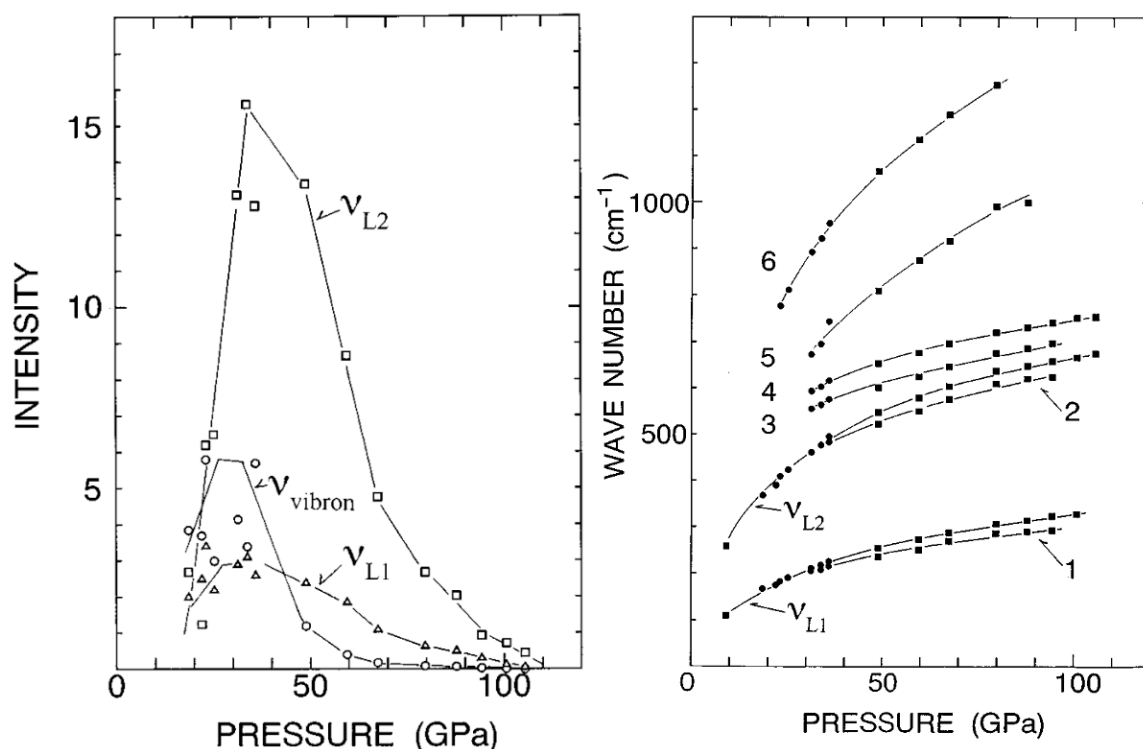 15
10
5
0
50
100
INTENSITY
PRESSURE (GPa)
ν_L2
ν_vibron
ν_L1
1000
500
0
50
100
WAVE NUMBER (cm⁻¹)
PRESSURE (GPa)
6
5
4
3
2
ν_L2
1
ν_L1